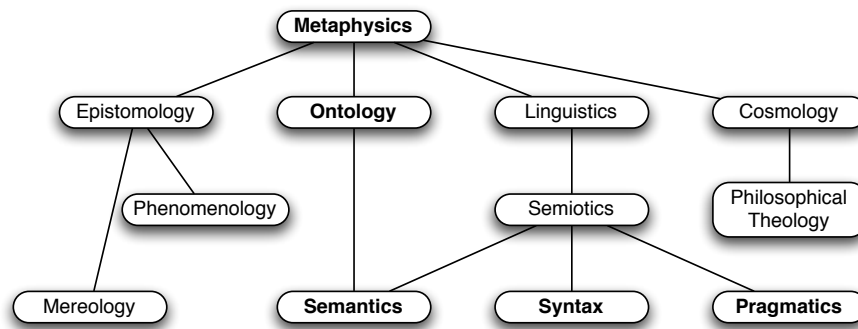 Metaphysics
Epistomology
Ontology
Linguistics
Cosmology
Phenomenology
Semiotics
Philosophical
Theology
Mereology
Semantics
Syntax
Pragmatics